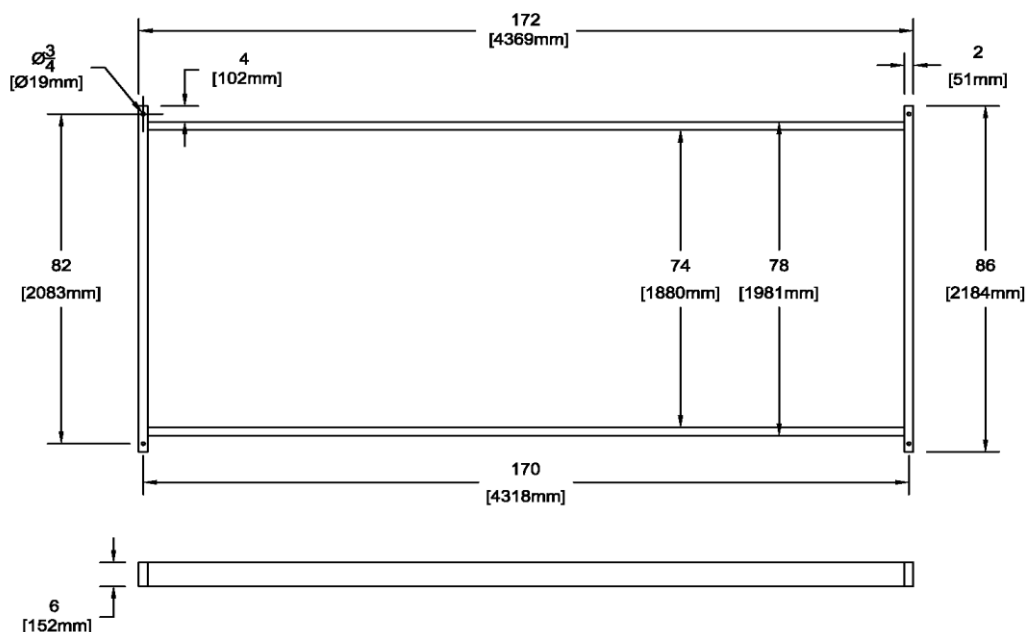 172
[4369mm]
Ø3/4
[Ø19mm]
4
[102mm]
2
[51mm]
82
[2083mm]
74
[1880mm]
78
[1981mm]
86
[2184mm]
170
[4318mm]
6
[152mm]